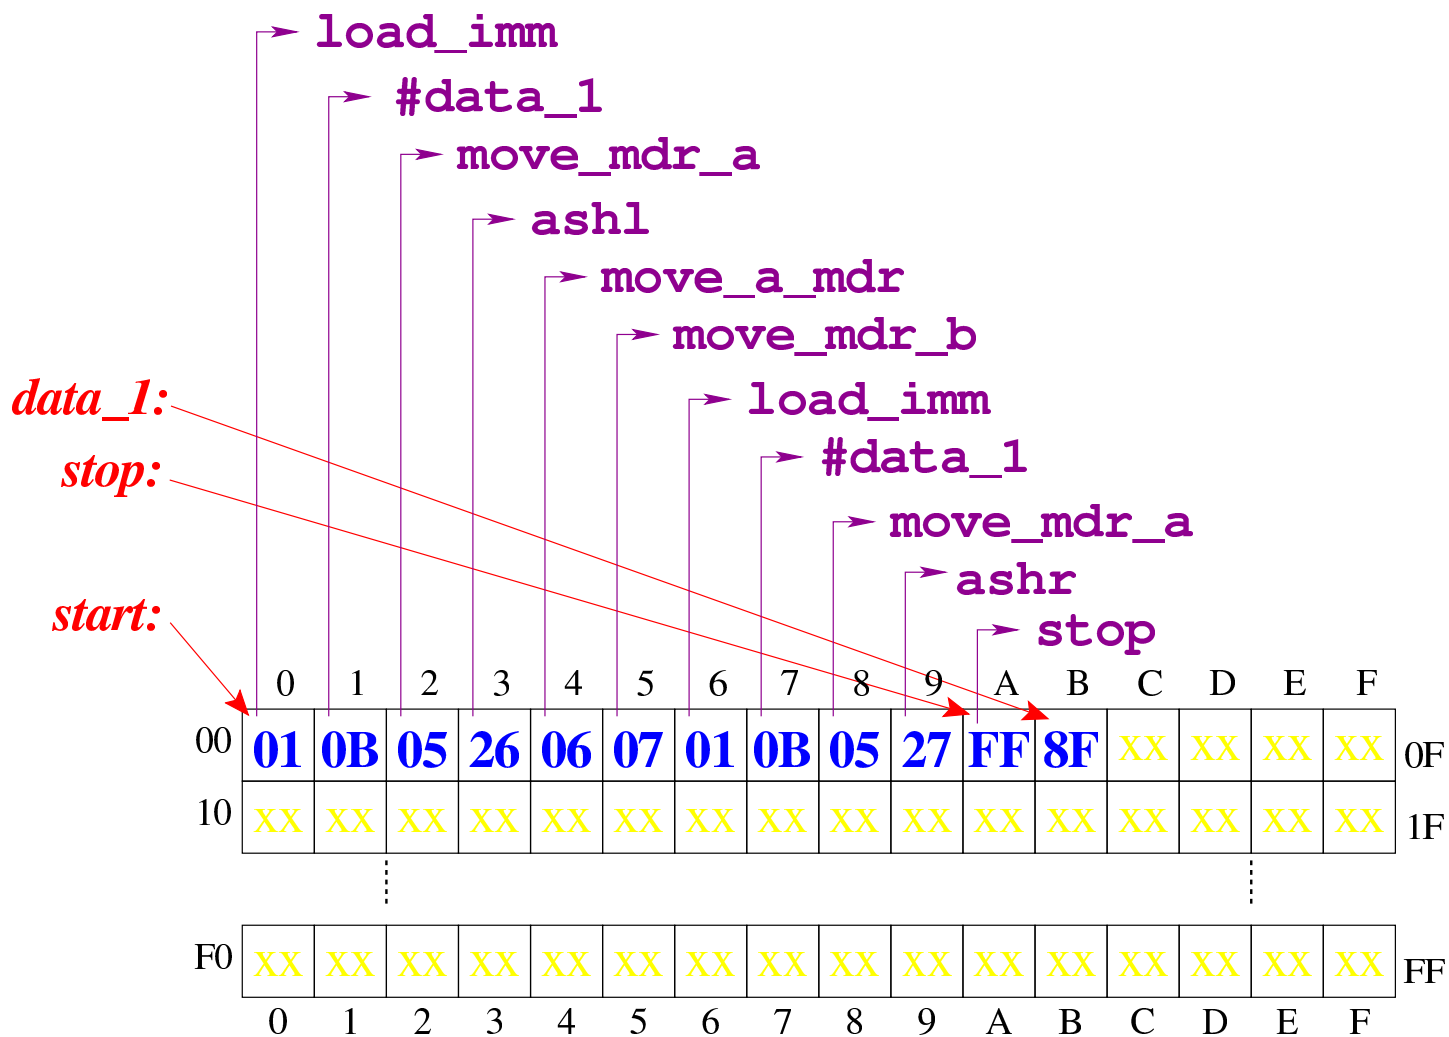 load_imm
#data_1
move_mdr_a
ashl
move_a_mdr
move_mdr_b
data_1:
load_imm
stop:
#data_1
move_mdr_a
ashr
start:
stop
0 1 2 3 4 5 6 7 8 9 A B C D E F
00 01 0B 05 26 06 07 01 0B 05 27 FF 8F XX XX XX XX 0F
10 XX XX XX XX XX XX XX XX XX XX XX XX XX XX XX XX 1F
F0 XX XX XX XX XX XX XX XX XX XX XX XX XX XX XX XX FF
0 1 2 3 4 5 6 7 8 9 A B C D E F